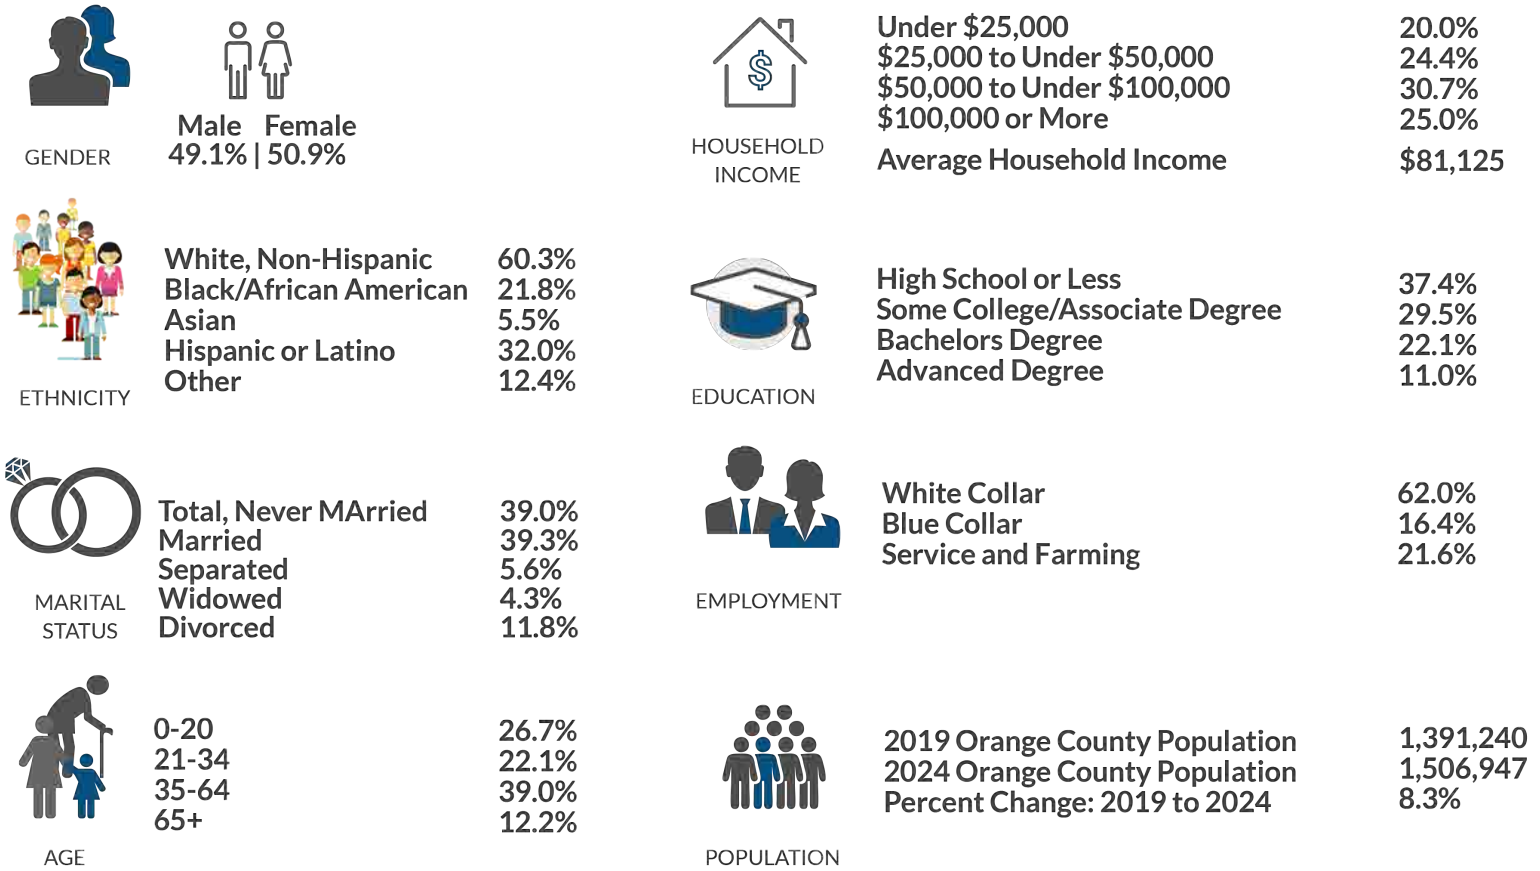 Male Female
49.1% | 50.9%
GENDER
Under $25,000 20.0%
$25,000 to Under $50,000 24.4%
$50,000 to Under $100,000 30.7%
$100,000 or More 25.0%
Average Household Income $81,125
HOUSEHOLD
INCOME
White, Non-Hispanic 60.3%
Black/African American 21.8%
Asian 5.5%
Hispanic or Latino 32.0%
Other 12.4%
ETHNICITY
High School or Less 37.4%
Some College/Associate Degree 29.5%
Bachelors Degree 22.1%
Advanced Degree 11.0%
EDUCATION
Total, Never MArried 39.0%
Married 39.3%
Separated 5.6%
Widowed 4.3%
Divorced 11.8%
MARITAL
STATUS
White Collar 62.0%
Blue Collar 16.4%
Service and Farming 21.6%
EMPLOYMENT
0-20 26.7%
21-34 22.1%
35-64 39.0%
65+ 12.2%
AGE
2019 Orange County Population 1,391,240
2024 Orange County Population 1,506,947
Percent Change: 2019 to 2024 8.3%
POPULATION